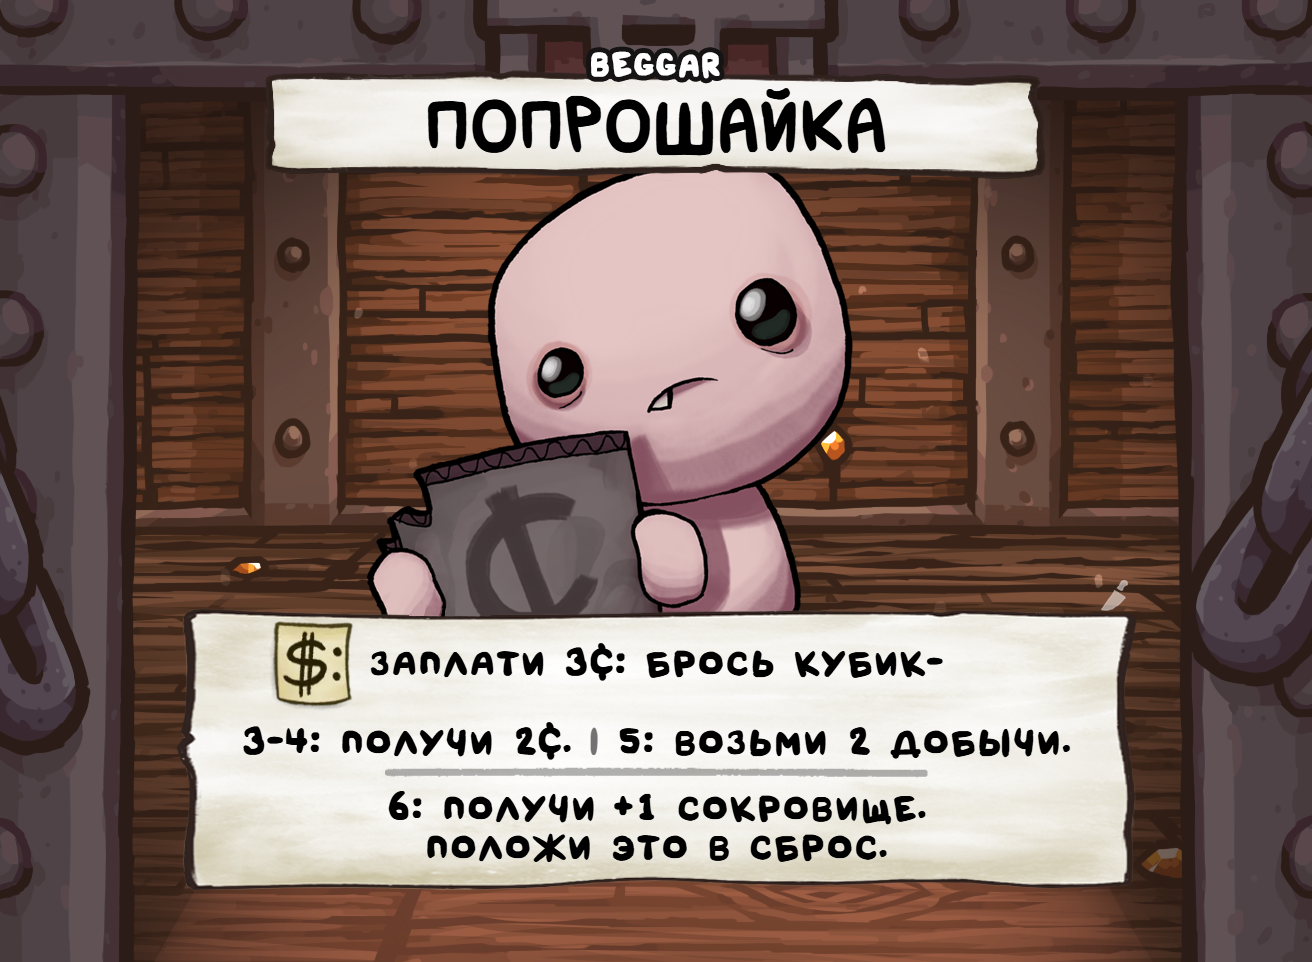 BEGGAR
ПОПРОШАЙКА
¢
$: ЗАПЛАТИ 3¢: БРОСЬ КУБИК-
3-4: ПОЛУЧИ 2¢. | 5: ВОЗЬМИ 2 ДОБЫЧИ.
6: ПОЛУЧИ +1 СОКРОВИЩЕ.
ПОЛОЖИ ЭТО В СБРОС.